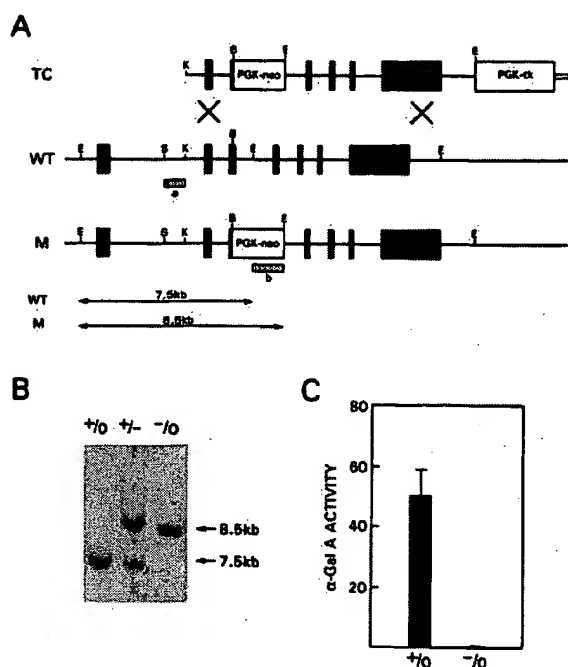 A
K B E E
TC PGK-neo PGK-tk
B
WT E S K E E
a
B E
M E S K PGK-neo E
b
WT 7.5kb
M 8.5kb
B
+/o +/- -/o
8.5kb
7.5kb
C
80
60
40
20
α-Gal A ACTIVITY
+/o -/o